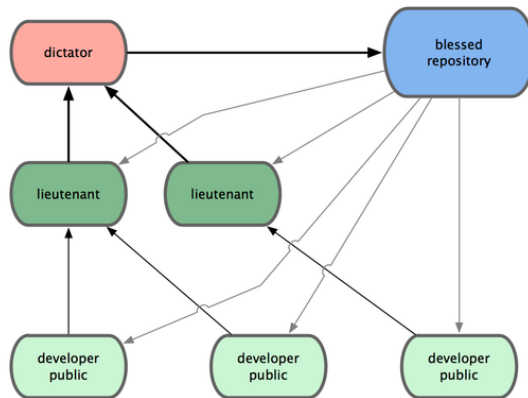 dictator
blessed
repository
lieutenant
lieutenant
developer
public
developer
public
developer
public